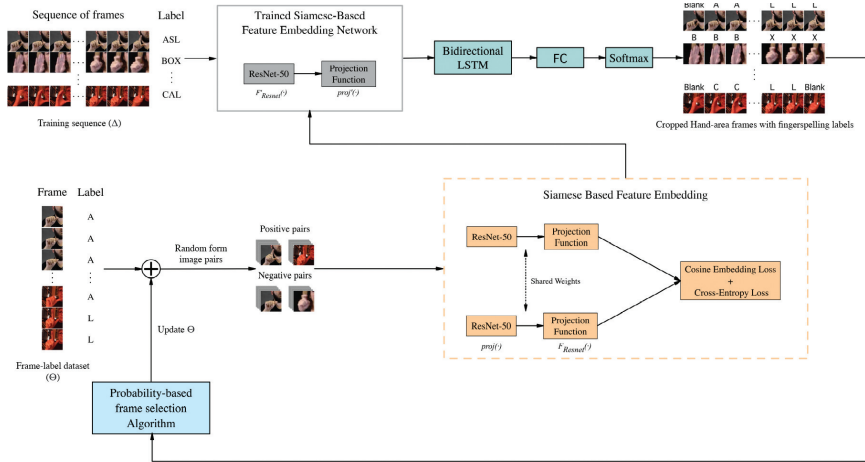 Sequence of frames
Label
ASL
BOX
CAL
Training sequence (Δ)
Trained Siamese-Based
Feature Embedding Network
ResNet-50
Projection
Function
F_Resnet(·)
proj'(·)
Bidirectional
LSTM
FC
Softmax
Blank A A L L L
B B B X X X
Blank C C L L Blank
Cropped Hand-area frames with fingerspelling labels
Frame
Label
A
A
A
A
L
L
Frame-label dataset
(Θ)
Random form
image pairs
Update Θ
Positive pairs
Negative pairs
Siamese Based Feature Embedding
ResNet-50
Projection
Function
Shared Weights
ResNet-50
Projection
Function
proj(·)
F_Resnet(·)
Cosine Embedding Loss
+
Cross-Entropy Loss
Probability-based
frame selection
Algorithm